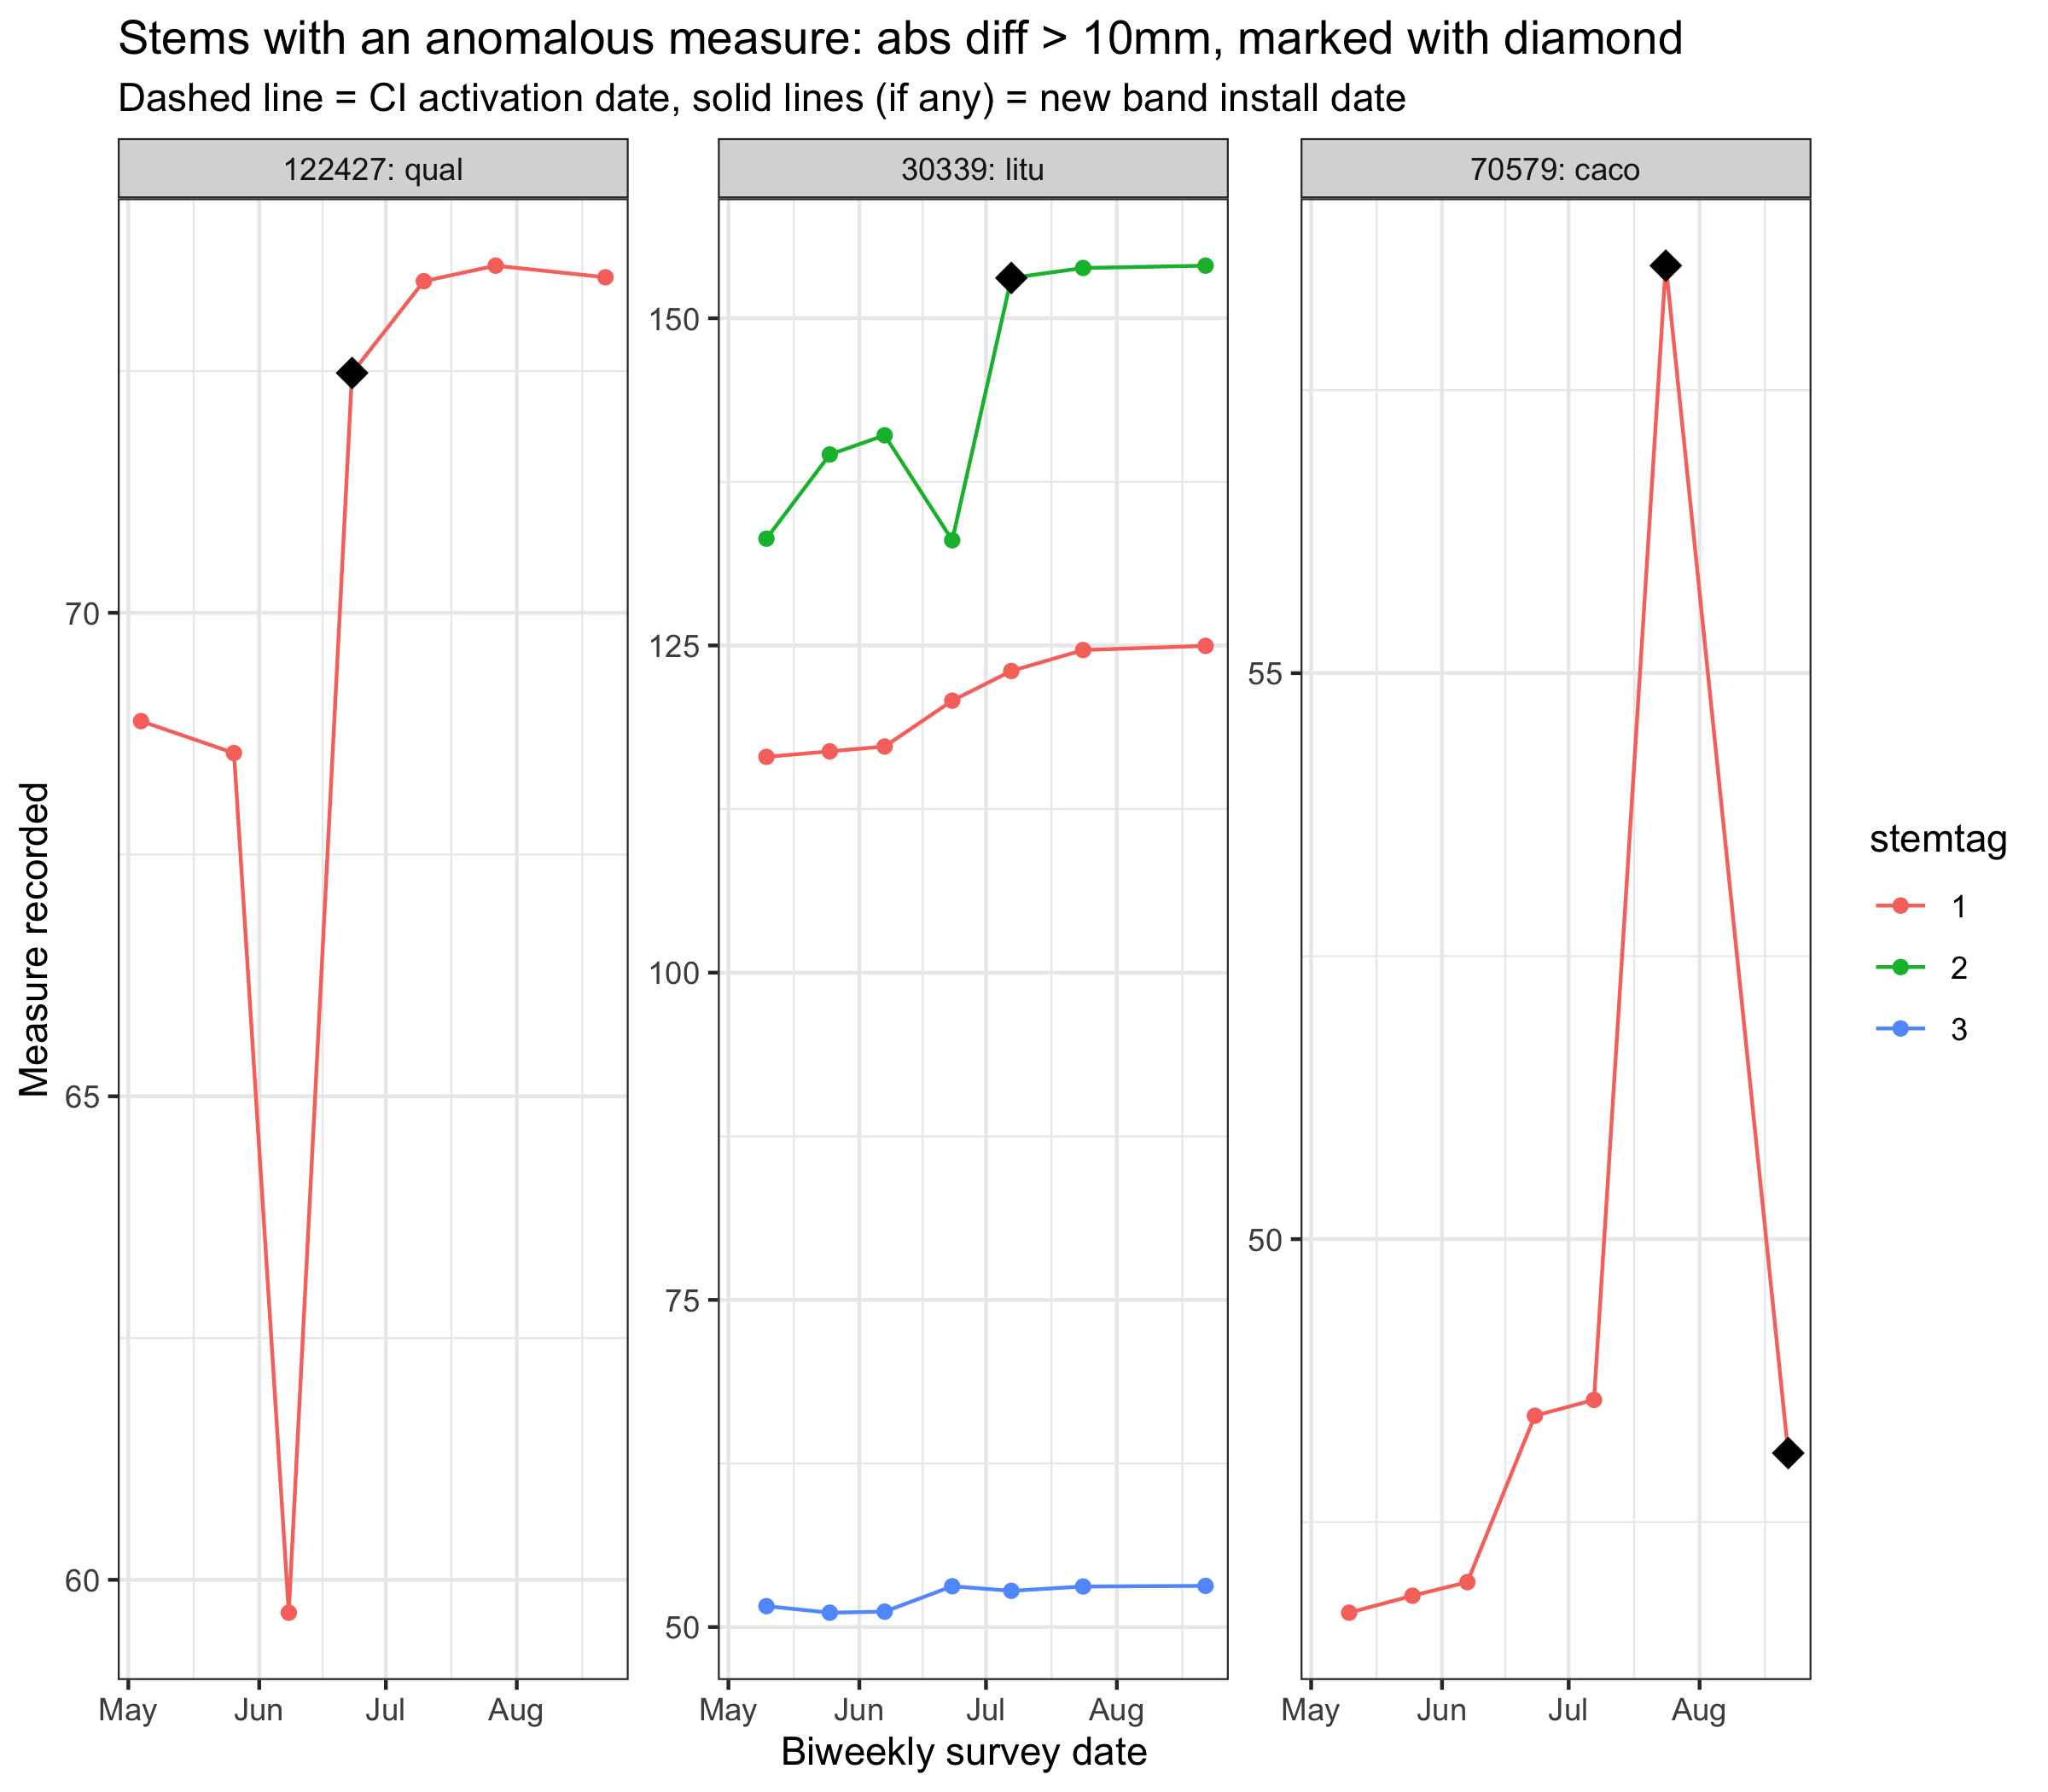 Stems with an anomalous measure: abs diff > 10mm, marked with diamond
Dashed line = CI activation date, solid lines (if any) = new band install date
122427: qual
30339: litu
70579: caco
Measure recorded
70
65
60
150
125
100
75
50
55
50
May Jun Jul Aug
May Jun Jul Aug
May Jun Jul Aug
Biweekly survey date
stemtag
1
2
3